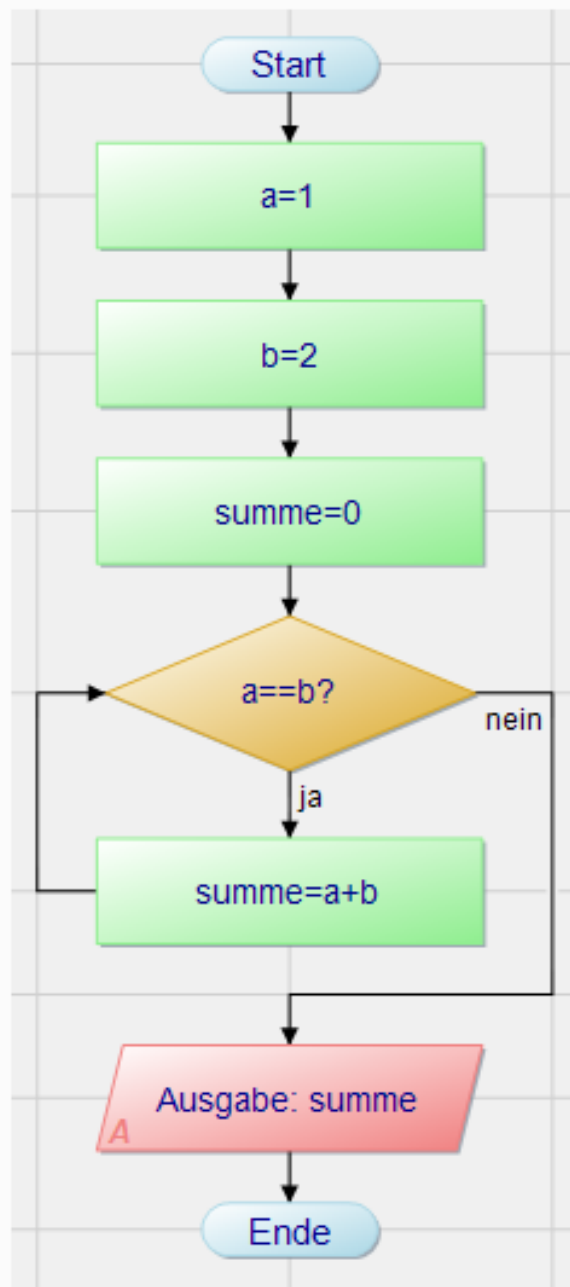 Start
a=1
b=2
summe=0
a==b?
nein
ja
summe=a+b
Ausgabe: summe
A
Ende